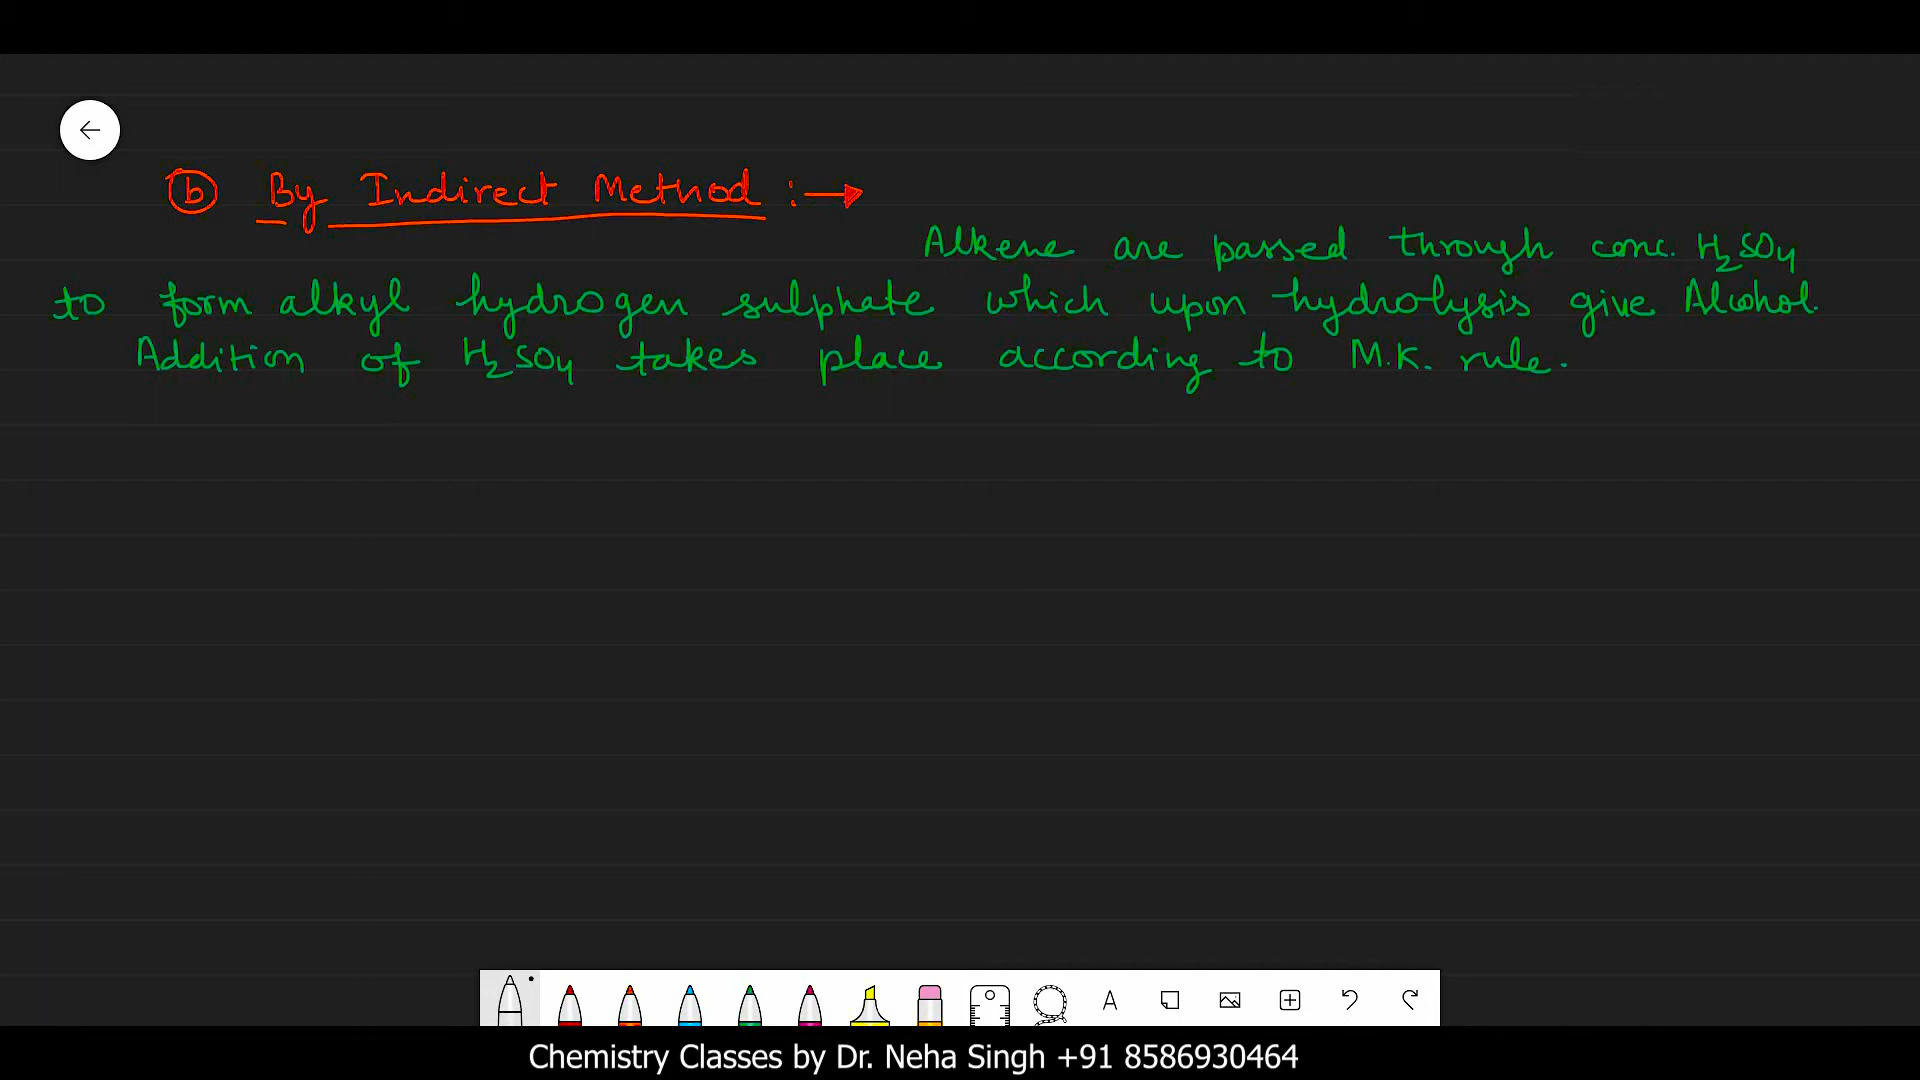 (b) By Indirect Method :→
Alkene are passed through conc. H₂SO₄
to form alkyl hydrogen sulphate which upon hydrolysis give Alcohol.
Addition of H₂SO₄ takes place according to M.K. rule.
A
Chemistry Classes by Dr. Neha Singh +91 8586930464